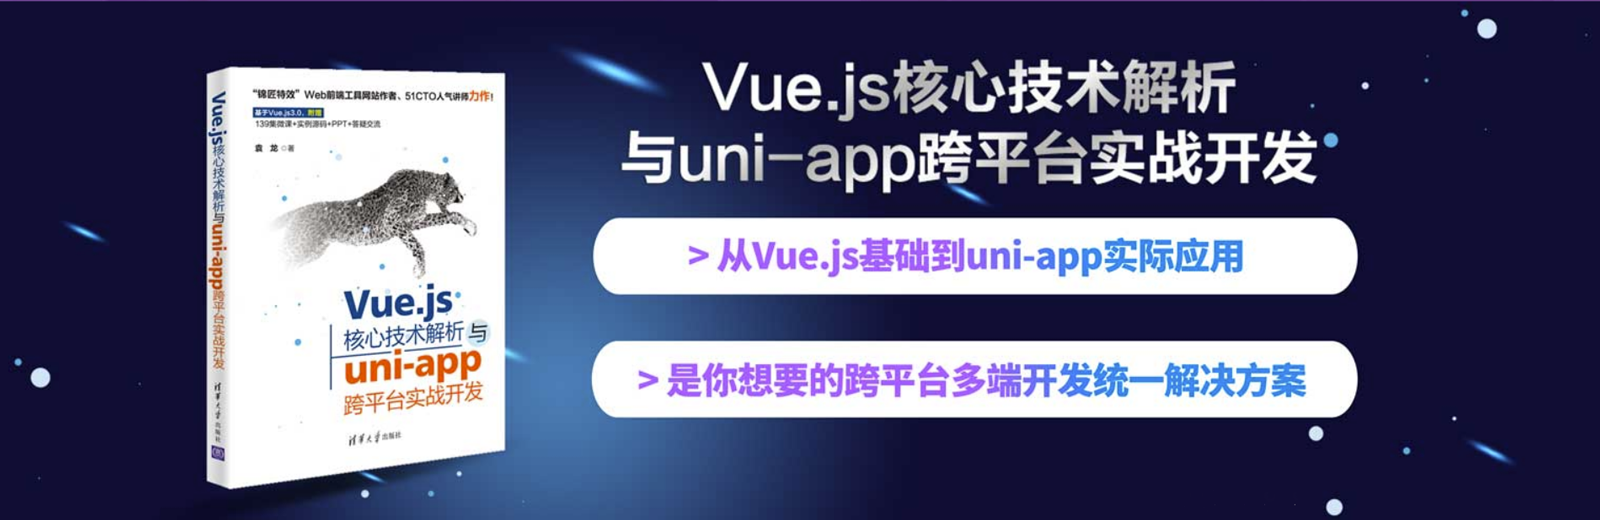 Vue.js核心技术解析与uni-app跨平台实战开发
清华大学出版社
“锦匠特效”Web前端工具网站作者、51CTO人气讲师力作！
基于Vue.js3.0，附赠
139集微课+实例源码+PPT+答疑交流
袁 龙 ◎著
Vue.js
核心技术解析与
uni-app
跨平台实战开发
清华大学出版社
Vue.js核心技术解析
与uni-app跨平台实战开发
> 从Vue.js基础到uni-app实际应用
> 是你想要的跨平台多端开发统一解决方案